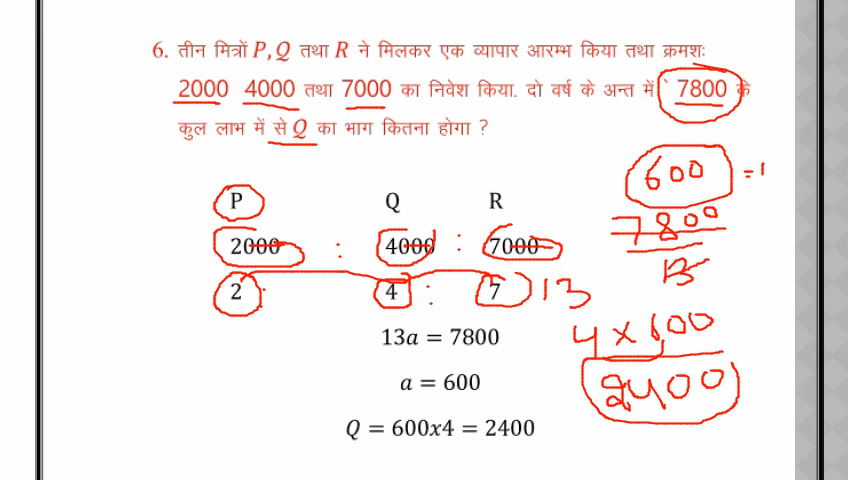 6. तीन मित्रों P, Q तथा R ने मिलकर एक व्यापार आरम्भ किया तथा क्रमशः
2000 4000 तथा 7000 का निवेश किया. दो वर्ष के अन्त में ` 7800 के
कुल लाभ में से Q का भाग कितना होगा ?
600 = 1
P Q R
7800
2000 : 4000 : 7000
13
2 : 4 : 7 13
4 × 600
13a = 7800
2400
a = 600
Q = 600x4 = 2400